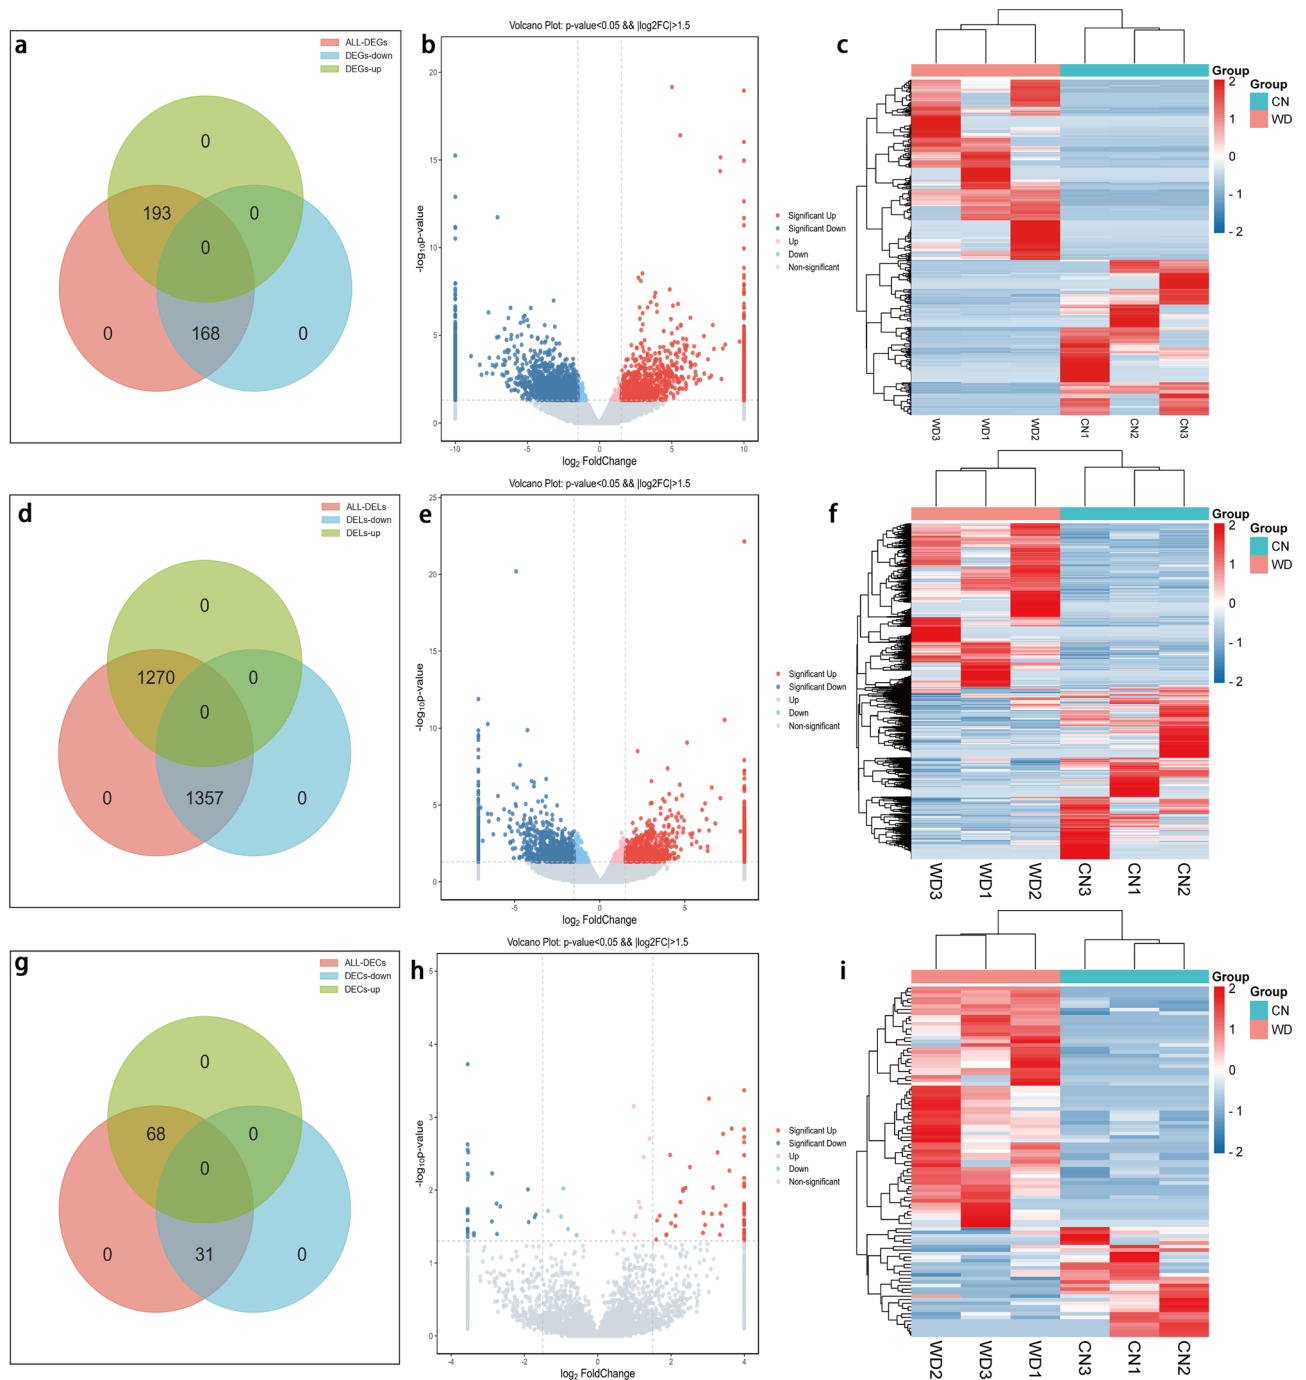 a
ALL-DEGs
DEGs-down
DEGs-up
0
193
0
0
0
168
0
b
Volcano Plot: p-value<0.05 && |log2FC|>1.5
-log10p-value
20
15
10
5
0
-10
-5
0
5
10
log2 FoldChange
Significant Up
Significant Down
Up
Down
Non-significant
c
Group
2
1
0
- 1
- 2
Group
CN
WD
WD3
WD1
WD2
CN1
CN2
CN3
d
ALL-DELs
DELs-down
DELs-up
0
1270
0
0
0
1357
0
e
Volcano Plot: p-value<0.05 && |log2FC|>1.5
-log10p-value
25
20
15
10
5
0
-5
0
5
log2 FoldChange
Significant Up
Significant Down
Up
Down
Non-significant
f
Group
2
1
0
- 1
- 2
Group
CN
WD
WD3
WD1
WD2
CN3
CN1
CN2
g
ALL-DECs
DECs-down
DECs-up
0
68
0
0
0
31
0
h
Volcano Plot: p-value<0.05 && |log2FC|>1.5
-log10p-value
5
4
3
2
1
0
-4
-2
0
2
4
log2 FoldChange
Significant Up
Significant Down
Up
Down
Non-significant
i
Group
2
1
0
- 1
- 2
Group
CN
WD
WD2
WD3
WD1
CN3
CN1
CN2